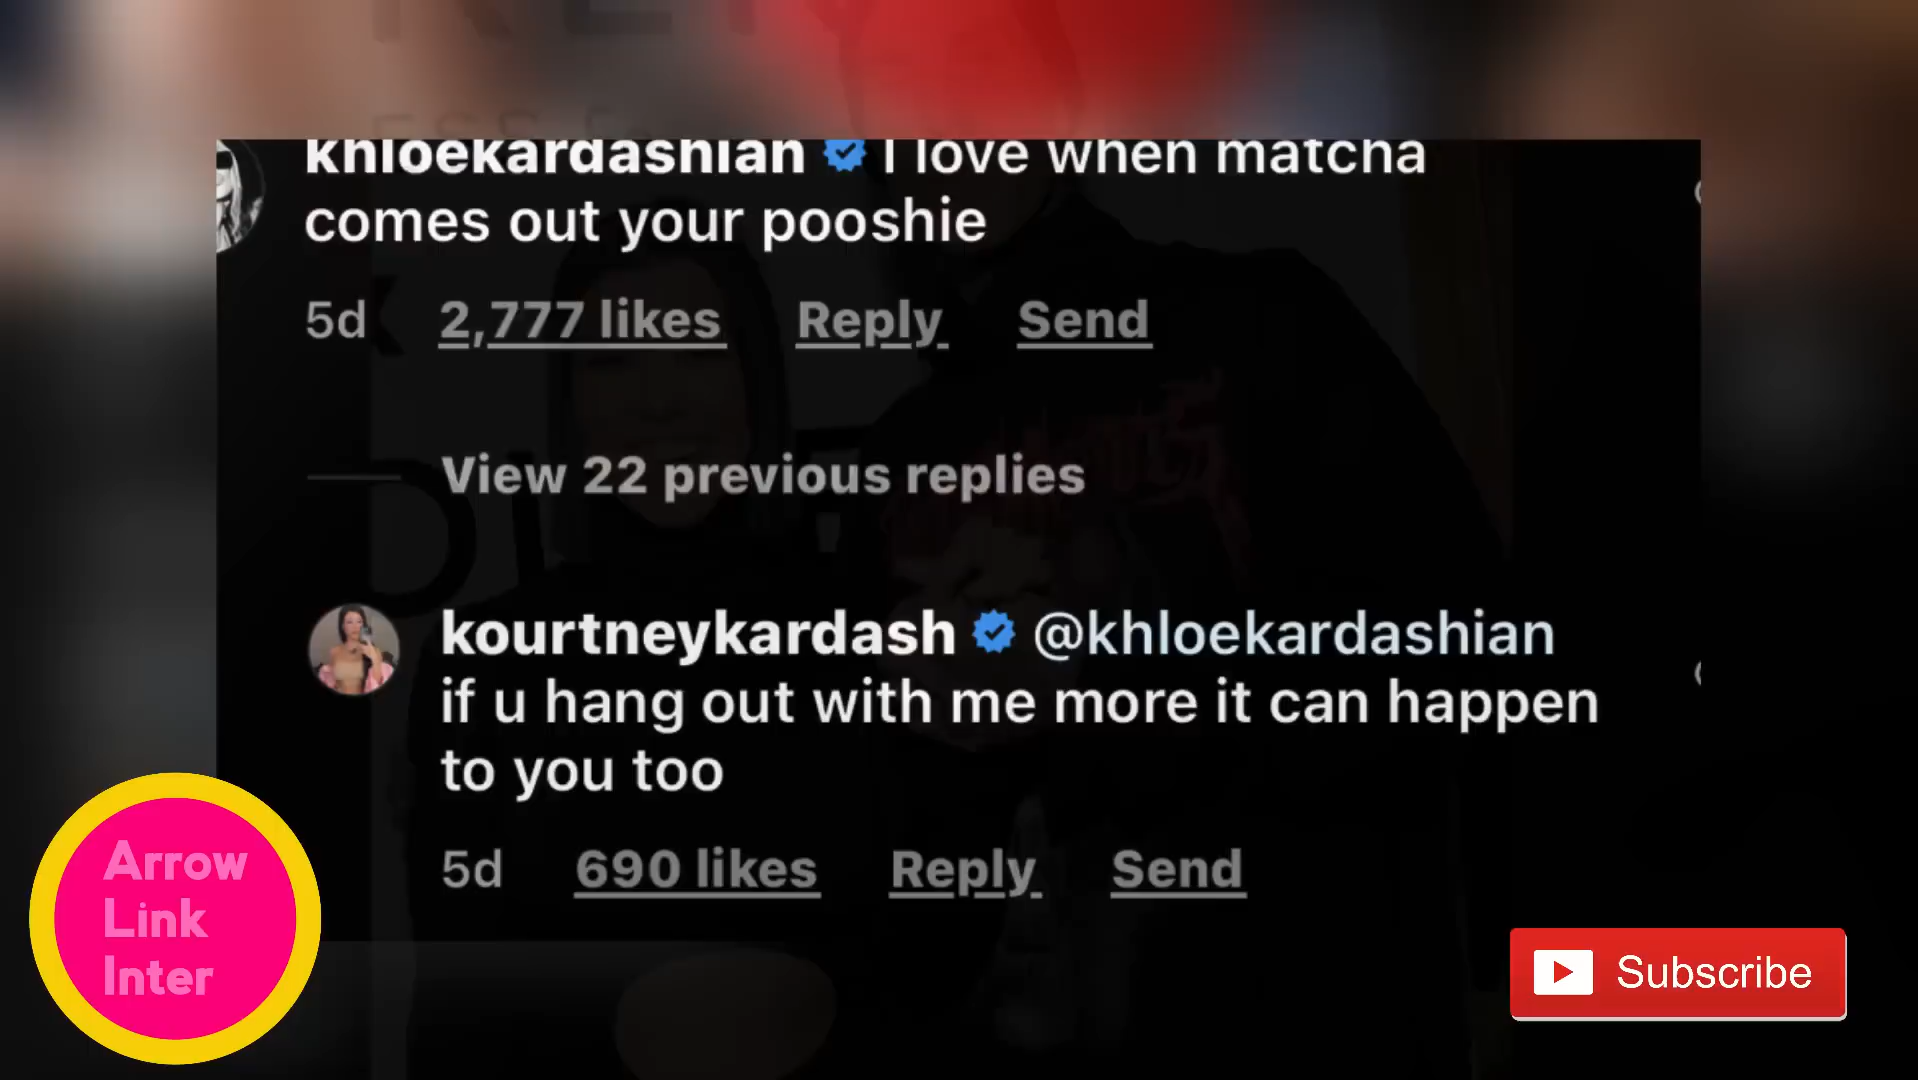 khloekardashian I love when matcha
comes out your pooshie
5d 2,777 likes Reply Send
View 22 previous replies
kourtneykardash @khloekardashian
if u hang out with me more it can happen
to you too
5d 690 likes Reply Send
Arrow
Link
Inter
Subscribe